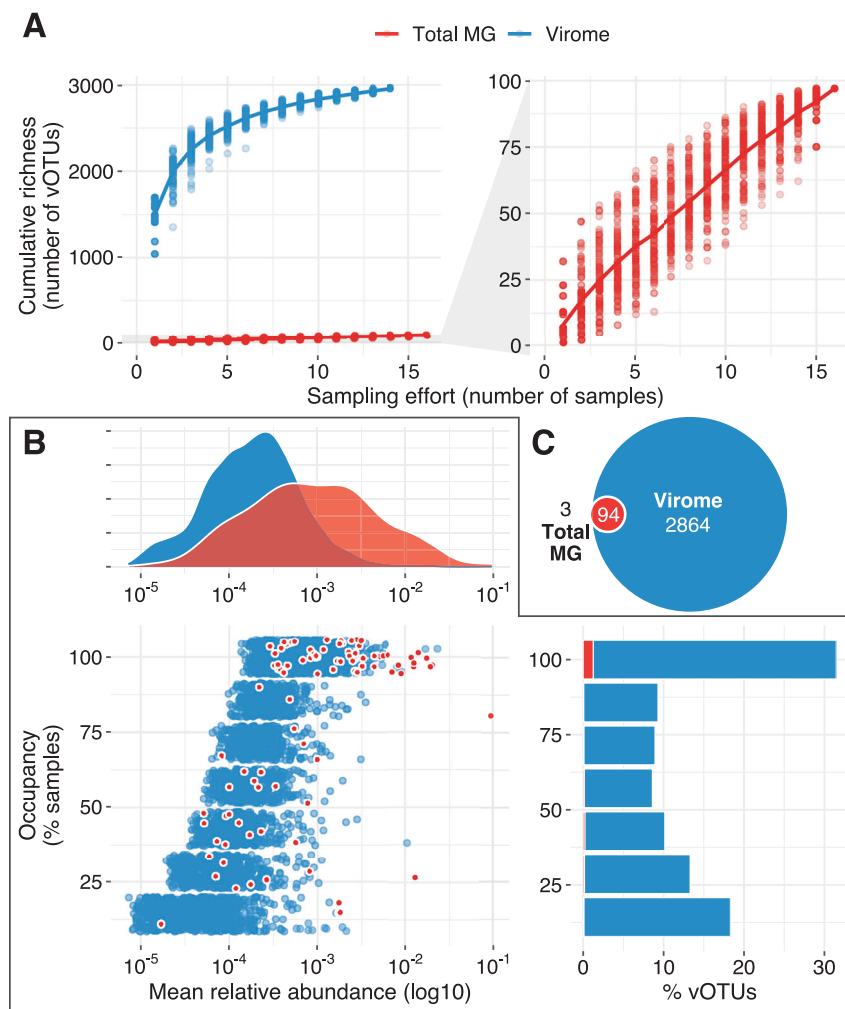 A
Total MG Virome
Cumulative richness
(number of vOTUs)
3000
2000
1000
0
0 5 10 15
100
75
50
25
0
0 5 10 15
Sampling effort (number of samples)
B
10-5 10-4 10-3 10-2 10-1
C
3
Total
MG
94
Virome
2864
Occupancy
(% samples)
100
75
50
25
10-5 10-4 10-3 10-2 10-1
Mean relative abundance (log10)
100
75
50
25
0 10 20 30
% vOTUs